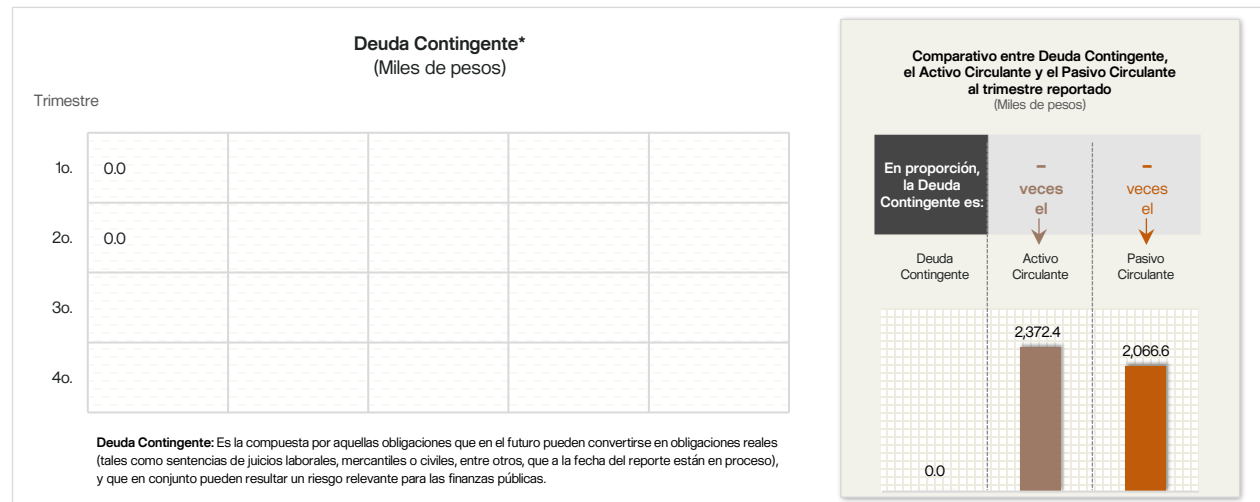 Deuda Contingente*
(Miles de pesos)
Trimestre
1o. 0.0
2o. 0.0
3o.
4o.
Deuda Contingente: Es la compuesta por aquellas obligaciones que en el futuro pueden convertirse en obligaciones reales
(tales como sentencias de juicios laborales, mercantiles o civiles, entre otros, que a la fecha del reporte están en proceso),
y que en conjunto pueden resultar un riesgo relevante para las finanzas públicas.
Comparativo entre Deuda Contingente,
el Activo Circulante y el Pasivo Circulante
al trimestre reportado
(Miles de pesos)
En proporción,
la Deuda
Contingente es:
–
veces
el
–
veces
el
Deuda
Contingente
Activo
Circulante
Pasivo
Circulante
0.0
2,372.4
2,066.6